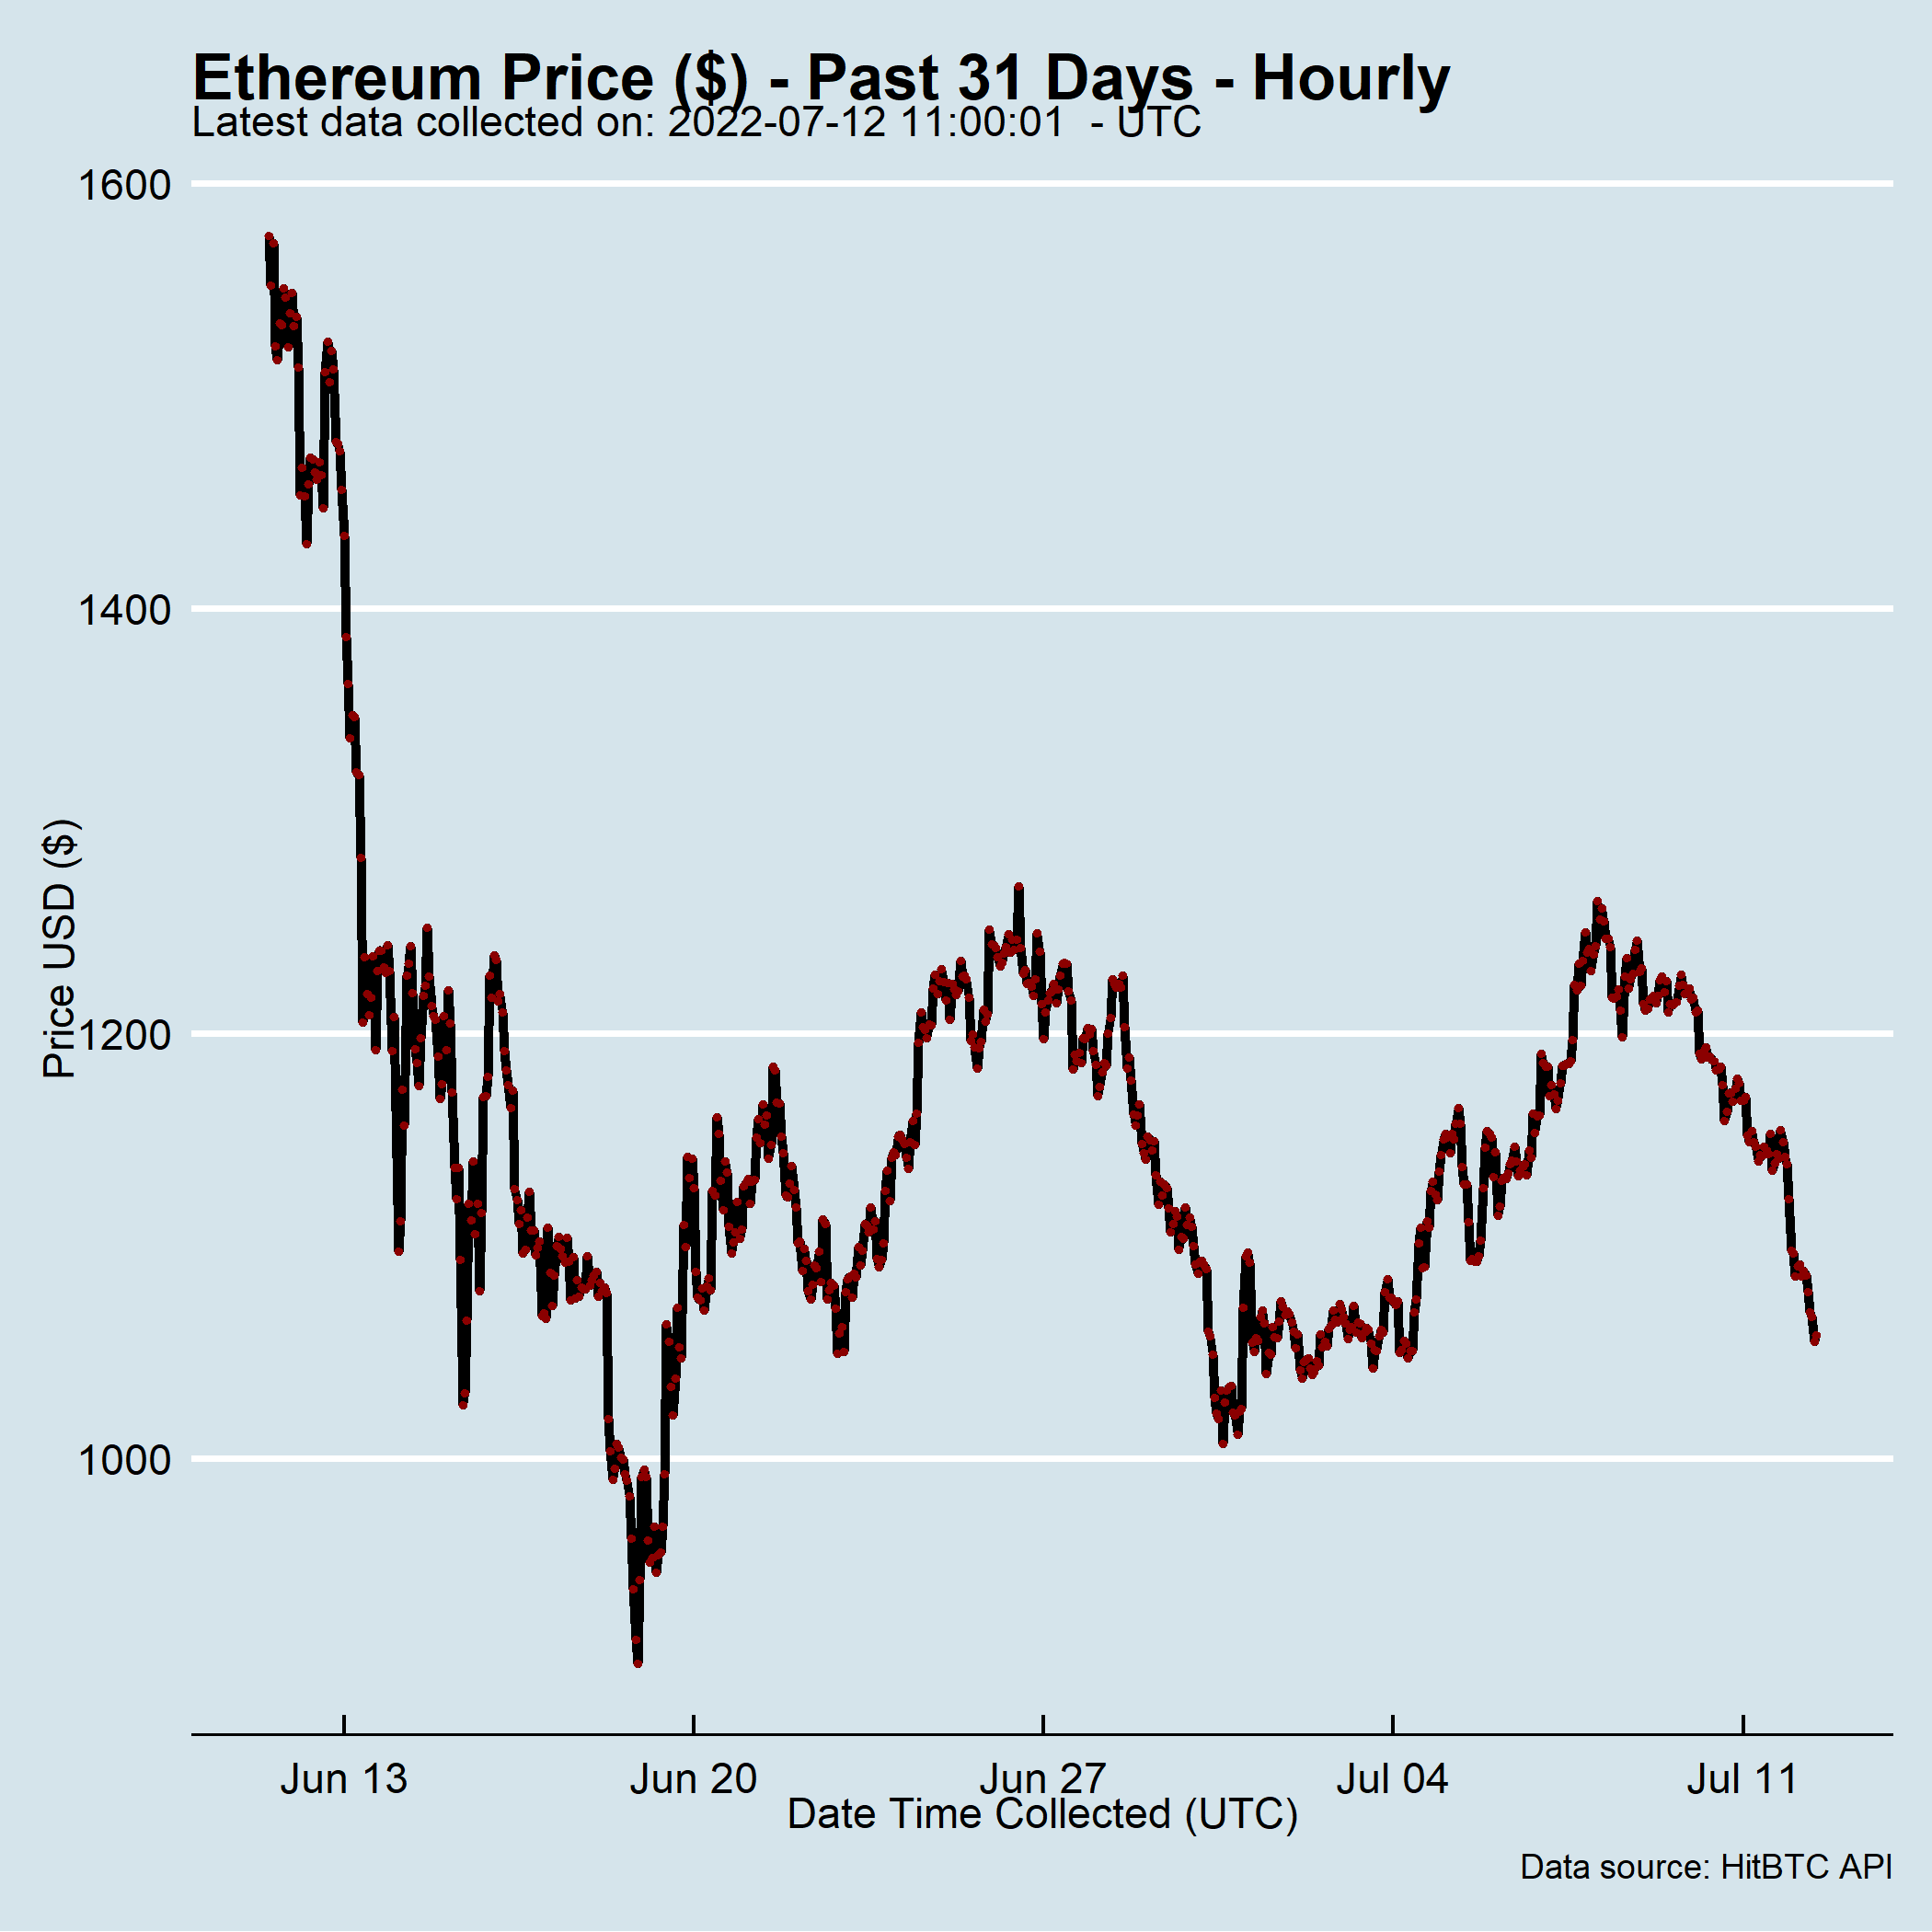 Ethereum Price ($) - Past 31 Days - Hourly
Latest data collected on: 2022-07-12 11:00:01  - UTC
1600
1400
1200
1000
Price USD ($)
Jun 13 Jun 20 Jun 27 Jul 04 Jul 11
Date Time Collected (UTC)
Data source: HitBTC API